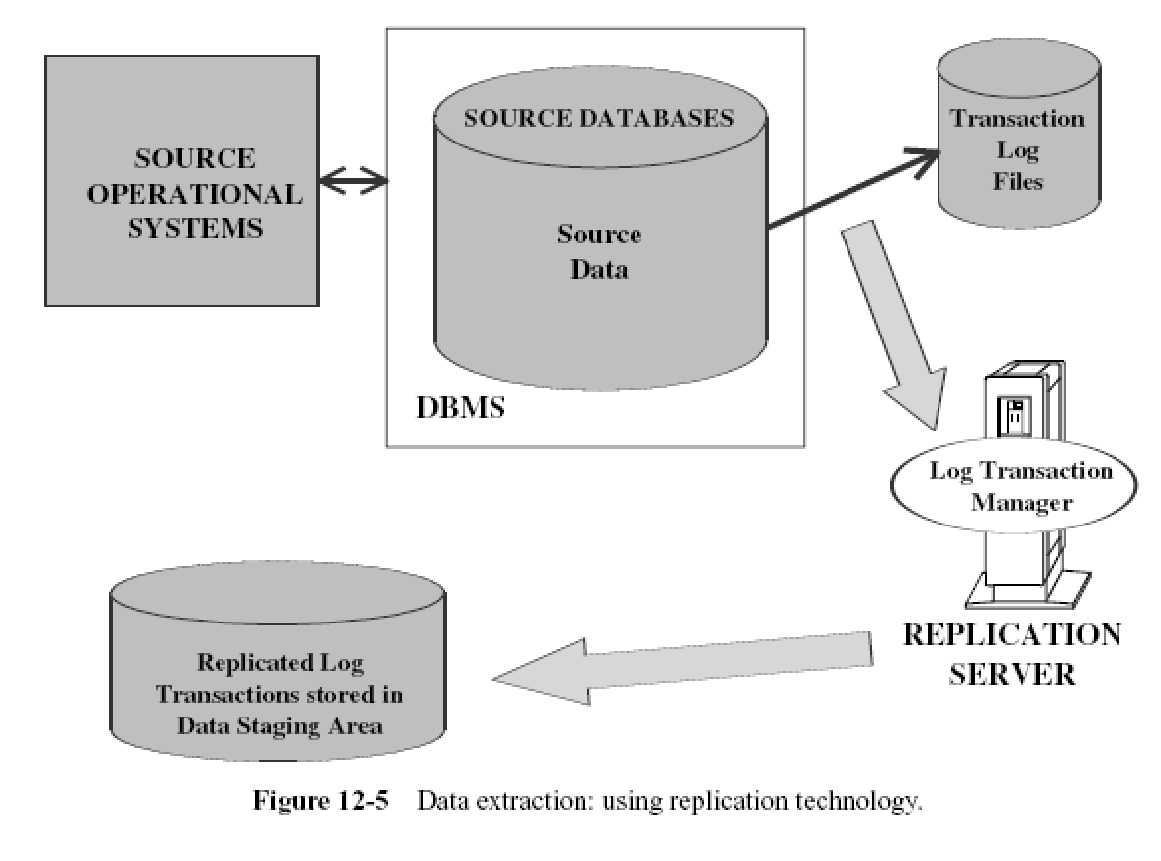 SOURCE
OPERATIONAL
SYSTEMS
SOURCE DATABASES
Source
Data
DBMS
Transaction
Log
Files
Log Transaction
Manager
REPLICATION
SERVER
Replicated Log
Transactions stored in
Data Staging Area
Figure 12-5 Data extraction: using replication technology.